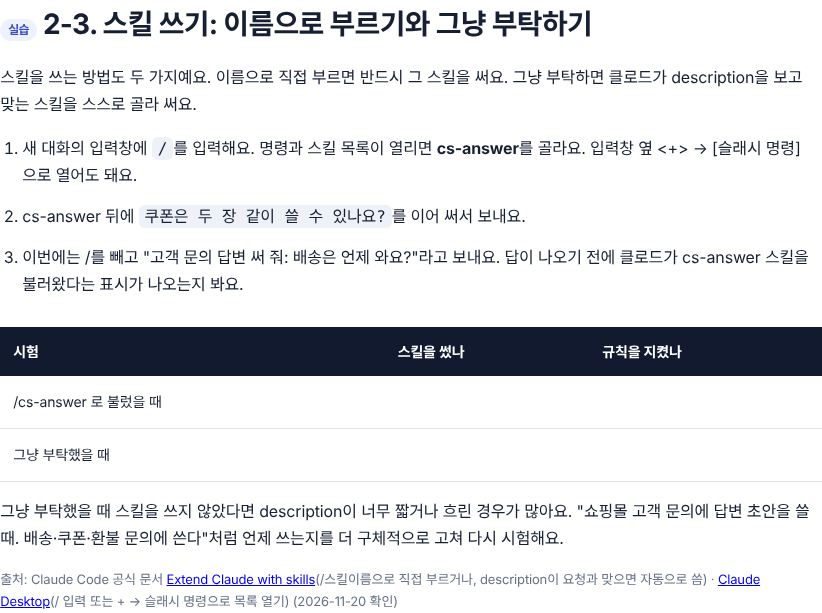 실습 2-3. 스킬 쓰기: 이름으로 부르기와 그냥 부탁하기
스킬을 쓰는 방법도 두 가지예요. 이름으로 직접 부르면 반드시 그 스킬을 써요. 그냥 부탁하면 클로드가 description을 보고
맞는 스킬을 스스로 골라 써요.
1. 새 대화의 입력창에 /를 입력해요. 명령과 스킬 목록이 열리면 cs-answer를 골라요. 입력창 옆 <+> → [슬래시 명령]
으로 열어도 돼요.
2. cs-answer 뒤에 쿠폰은 두 장 같이 쓸 수 있나요?를 이어 써서 보내요.
3. 이번에는 /를 빼고 "고객 문의 답변 써 줘: 배송은 언제 와요?"라고 보내요. 답이 나오기 전에 클로드가 cs-answer 스킬을
불러왔다는 표시가 나오는지 봐요.
시험 스킬을 썼나 규칙을 지켰나
/cs-answer 로 불렀을 때
그냥 부탁했을 때
그냥 부탁했을 때 스킬을 쓰지 않았다면 description이 너무 짧거나 흐린 경우가 많아요. "쇼핑몰 고객 문의에 답변 초안을 쓸
때. 배송·쿠폰·환불 문의에 쓴다"처럼 언제 쓰는지를 더 구체적으로 고쳐 다시 시험해요.
출처: Claude Code 공식 문서 Extend Claude with skills(/스킬이름으로 직접 부르거나, description이 요청과 맞으면 자동으로 씀) · Claude
Desktop(/ 입력 또는 + → 슬래시 명령으로 목록 열기) (2026-11-20 확인)